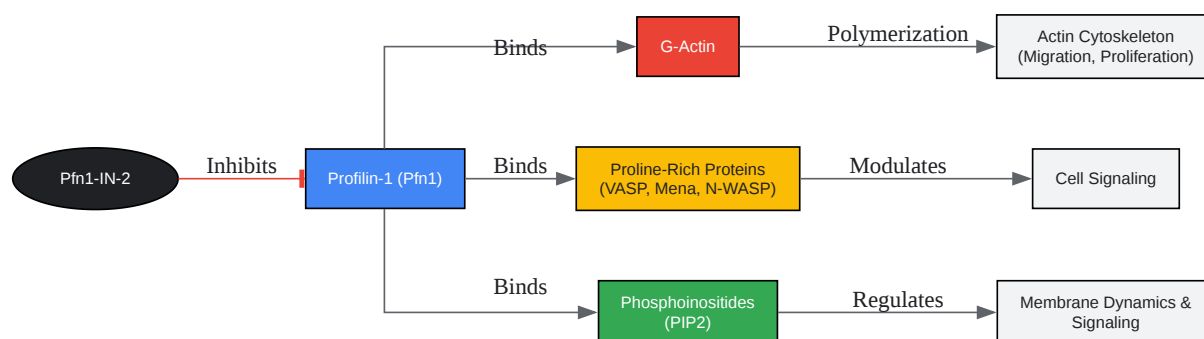 Binds
G-Actin
Polymerization
Actin Cytoskeleton
(Migration, Proliferation)
Pfn1-IN-2
Inhibits
Profilin-1 (Pfn1)
Binds
Proline-Rich Proteins
(VASP, Mena, N-WASP)
Modulates
Cell Signaling
Binds
Phosphoinositides
(PIP2)
Regulates
Membrane Dynamics &
Signaling